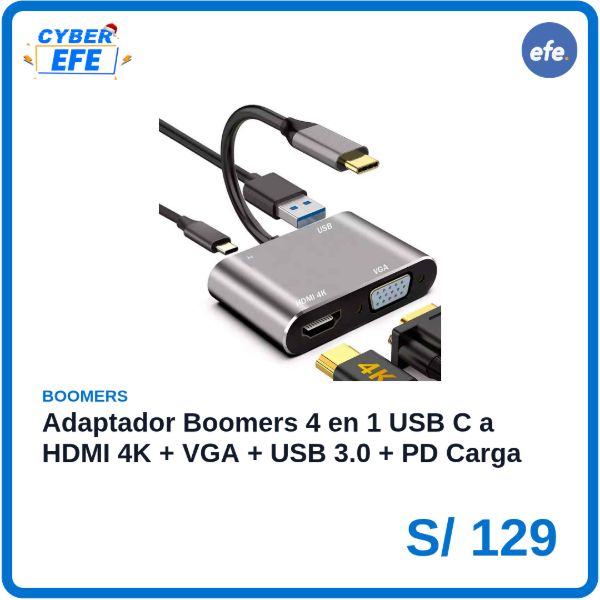 CYBER
EFE
efe.
USB
VGA
HDMI 4K
4K
BOOMERS
Adaptador Boomers 4 en 1 USB C a
HDMI 4K + VGA + USB 3.0 + PD Carga
S/ 129